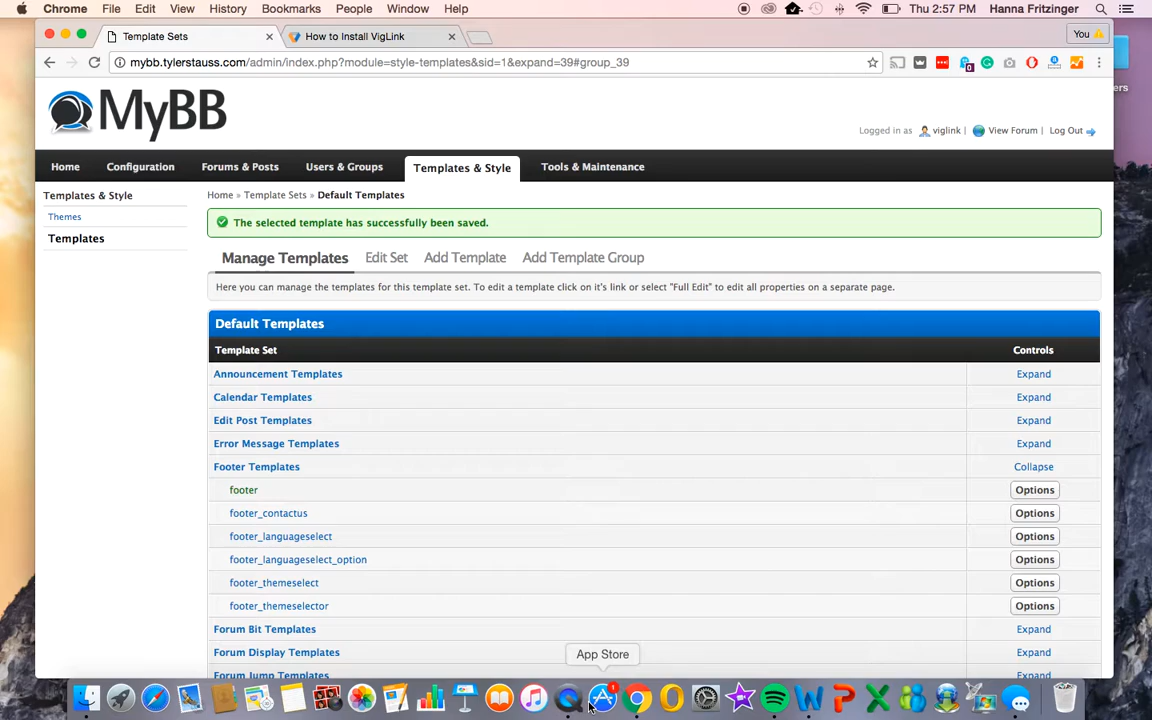 Chrome File Edit View History Bookmarks People Window Help Thu 2:57 PM Hanna Fritzinger
Template Sets × How to Install VigLink × You
mybb.tylerstauss.com/admin/index.php?module=style-templates&sid=1&expand=39#group_39
0
ers
MyBB
Logged in as viglink | View Forum | Log Out
Home Configuration Forums & Posts Users & Groups Templates & Style Tools & Maintenance
Templates & Style
Themes
Templates
Home » Template Sets » Default Templates
The selected template has successfully been saved.
Manage Templates Edit Set Add Template Add Template Group
Here you can manage the templates for this template set. To edit a template click on it's link or select "Full Edit" to edit all properties on a separate page.
Default Templates
Template Set Controls
Announcement Templates Expand
Calendar Templates Expand
Edit Post Templates Expand
Error Message Templates Expand
Footer Templates Collapse
footer Options
footer_contactus Options
footer_languageselect Options
footer_languageselect_option Options
footer_themeselect Options
footer_themeselector Options
Forum Bit Templates Expand
Forum Display Templates Expand
Forum Jump Templates Expand
App Store
1